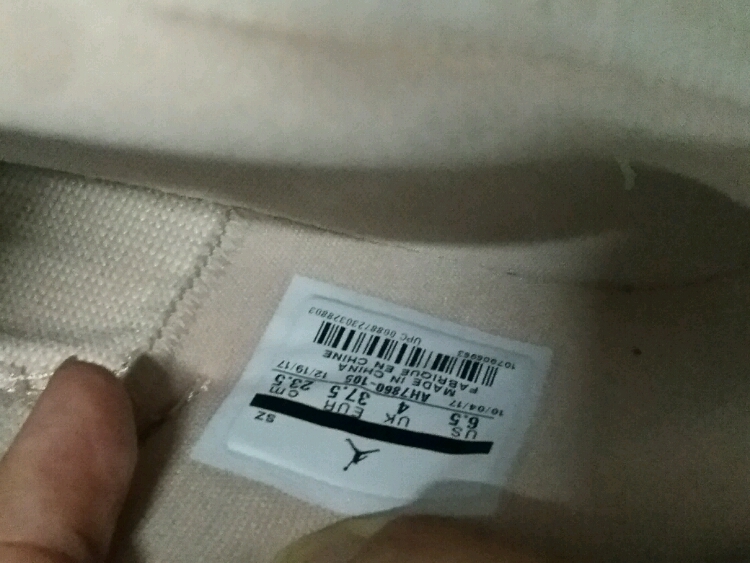 SZ
US UK EUR cm
6.5 4 37.5 23.5
10/04/17 AH7860-105 12/19/17
MADE IN CHINA
FABRIQUE EN CHINE